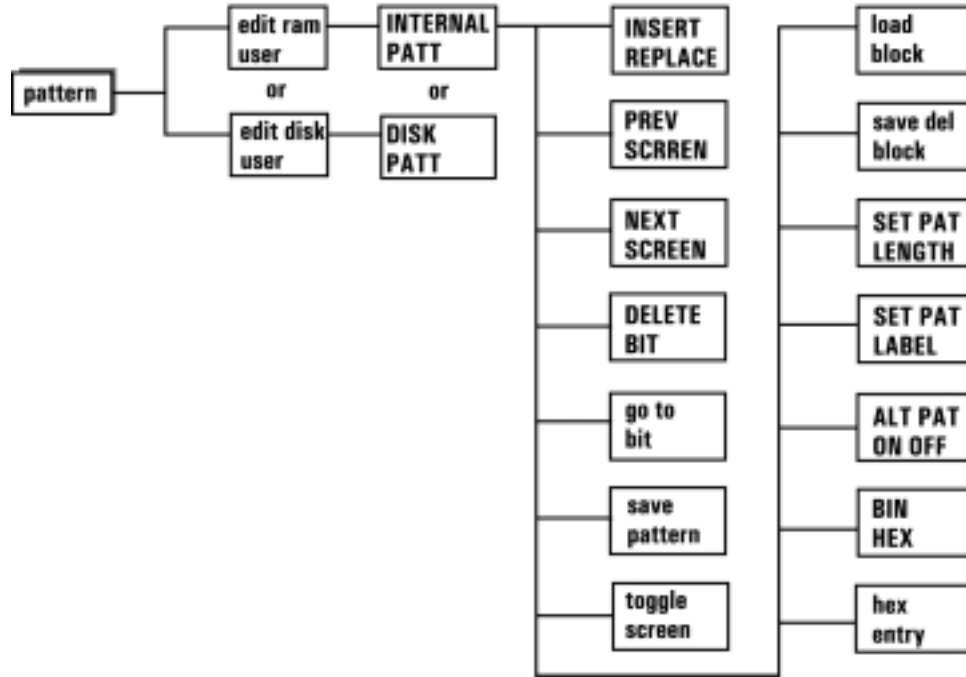 pattern
edit ram
user
or
edit disk
user
INTERNAL
PATT
or
DISK
PATT
INSERT
REPLACE
PREV
SCRREN
NEXT
SCREEN
DELETE
BIT
go to
bit
save
pattern
toggle
screen
load
block
save del
block
SET PAT
LENGTH
SET PAT
LABEL
ALT PAT
ON OFF
BIN
HEX
hex
entry